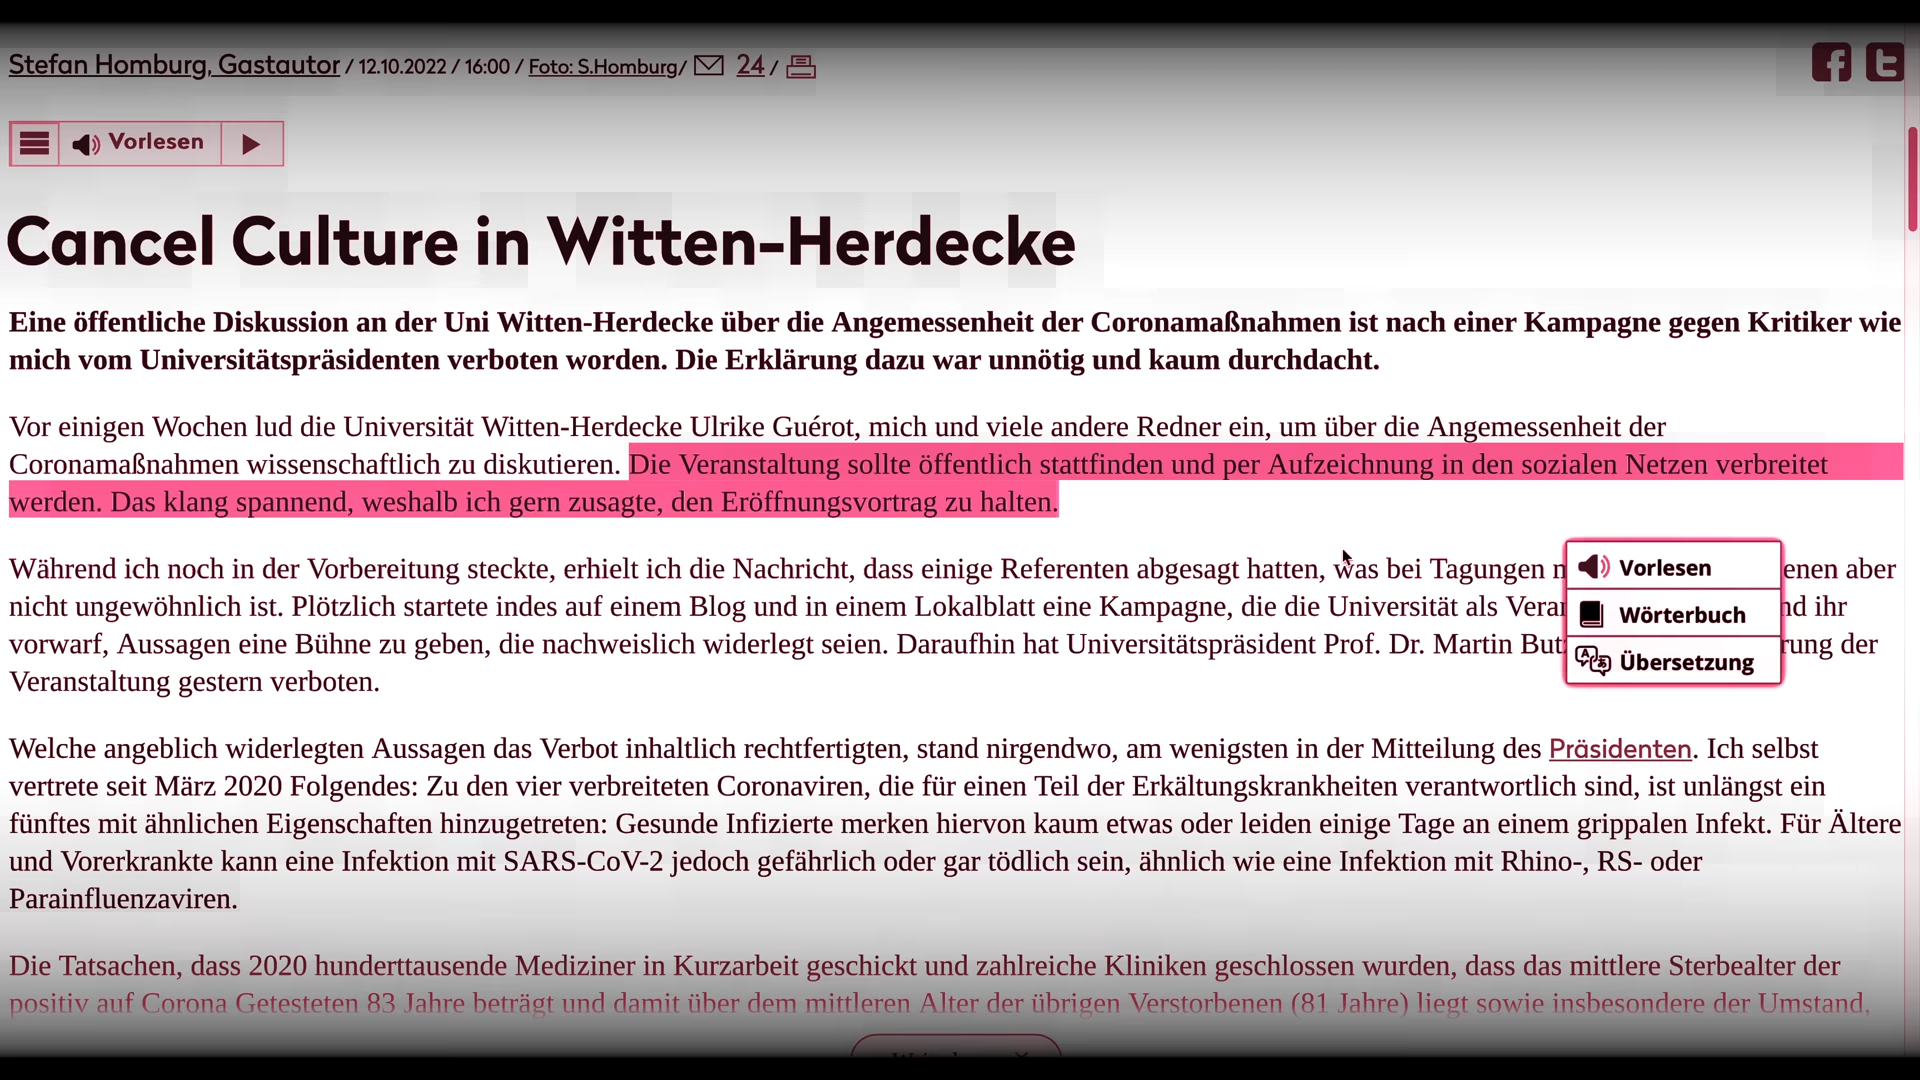 Stefan Homburg, Gastautor / 12.10.2022 / 16:00 / Foto: S.Homburg/ 24 /
Vorlesen
Cancel Culture in Witten-Herdecke
Eine öffentliche Diskussion an der Uni Witten-Herdecke über die Angemessenheit der Coronamaßnahmen ist nach einer Kampagne gegen Kritiker wie
mich vom Universitätspräsidenten verboten worden. Die Erklärung dazu war unnötig und kaum durchdacht.
Vor einigen Wochen lud die Universität Witten-Herdecke Ulrike Guérot, mich und viele andere Redner ein, um über die Angemessenheit der
Coronamaßnahmen wissenschaftlich zu diskutieren. Die Veranstaltung sollte öffentlich stattfinden und per Aufzeichnung in den sozialen Netzen verbreitet
werden. Das klang spannend, weshalb ich gern zusagte, den Eröffnungsvortrag zu halten.
Während ich noch in der Vorbereitung steckte, erhielt ich die Nachricht, dass einige Referenten abgesagt hatten, was bei Tagungen aber
nicht ungewöhnlich ist. Plötzlich startete indes auf einem Blog und in einem Lokalblatt eine Kampagne, die die Universität als ihr
vorwarf, Aussagen eine Bühne zu geben, die nachweislich widerlegt seien. Daraufhin hat Universitätspräsident Prof. Dr. Martin der
Veranstaltung gestern verboten.
Vorlesen
Wörterbuch
Übersetzung
Welche angeblich widerlegten Aussagen das Verbot inhaltlich rechtfertigten, stand nirgendwo, am wenigsten in der Mitteilung des Präsidenten. Ich selbst
vertrete seit März 2020 Folgendes: Zu den vier verbreiteten Coronaviren, die für einen Teil der Erkältungskrankheiten verantwortlich sind, ist unlängst ein
fünftes mit ähnlichen Eigenschaften hinzugetreten: Gesunde Infizierte merken hiervon kaum etwas oder leiden einige Tage an einem grippalen Infekt. Für Ältere
und Vorerkrankte kann eine Infektion mit SARS-CoV-2 jedoch gefährlich oder gar tödlich sein, ähnlich wie eine Infektion mit Rhino-, RS- oder
Parainfluenzaviren.
Die Tatsachen, dass 2020 hunderttausende Mediziner in Kurzarbeit geschickt und zahlreiche Kliniken geschlossen wurden, dass das mittlere Sterbealter der
positiv auf Corona Getesteten 83 Jahre beträgt und damit über dem mittleren Alter der übrigen Verstorbenen (81 Jahre) liegt sowie insbesondere der Umstand,